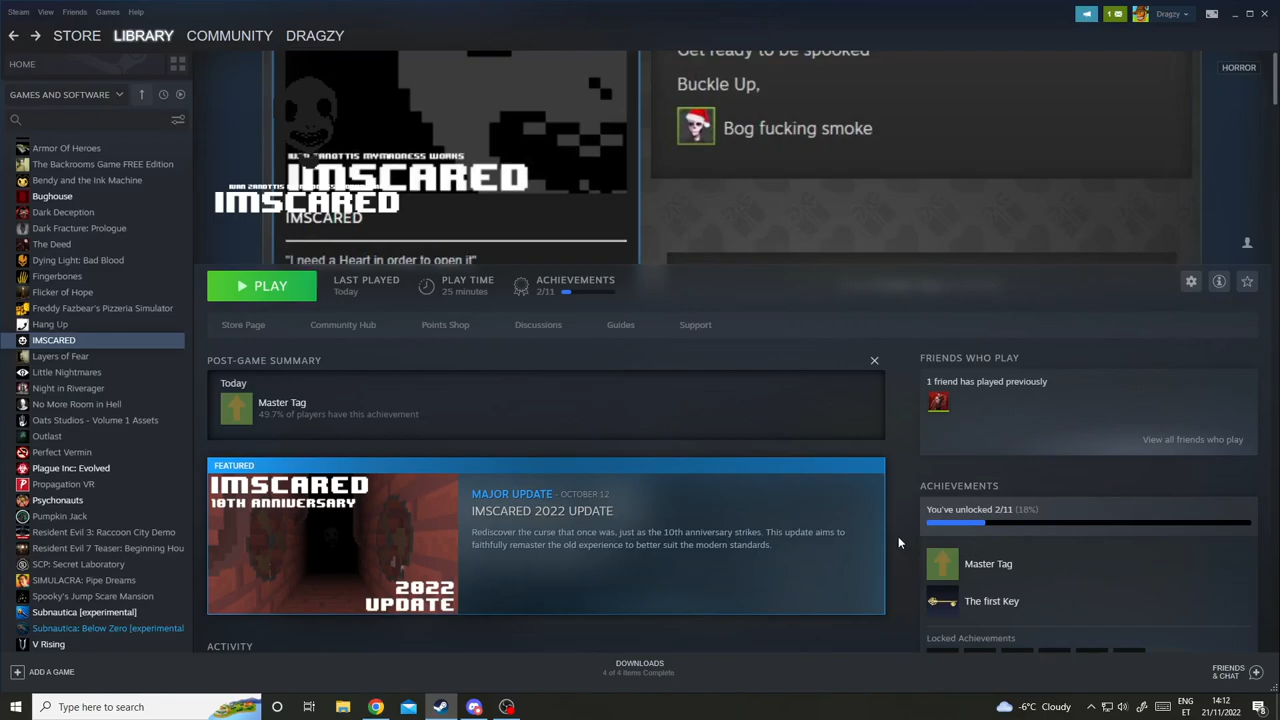 Steam View Friends Games Help
1
Dragzy
STORE LIBRARY COMMUNITY DRAGZY
HOME
GAMES AND SOFTWARE
Armor Of Heroes
The Backrooms Game FREE Edition
Bendy and the Ink Machine
Bughouse
Dark Deception
Dark Fracture: Prologue
The Deed
Dying Light: Bad Blood
Fingerbones
Flicker of Hope
Freddy Fazbear's Pizzeria Simulator
Hang Up
IMSCARED
Layers of Fear
Little Nightmares
Night in Riverager
No More Room in Hell
Oats Studios - Volume 1 Assets
Outlast
Perfect Vermin
Plague Inc: Evolved
Propagation VR
Psychonauts
Pumpkin Jack
Resident Evil 3: Raccoon City Demo
Resident Evil 7 Teaser: Beginning Hou
SCP: Secret Laboratory
SIMULACRA: Pipe Dreams
Spooky's Jump Scare Mansion
Subnautica [experimental]
Subnautica: Below Zero [experimental
V Rising
ADD A GAME
Get ready to be spooked
HORROR
Buckle Up,
Bog fucking smoke
IVAN ZANOTTIS MYMADNESS WORKS
IMSCARED
IMSCARED
IMSCARED
"I need a Heart in order to open it"
PLAY
LAST PLAYED
Today
PLAY TIME
25 minutes
ACHIEVEMENTS
2/11
Store Page Community Hub Points Shop Discussions Guides Support
POST-GAME SUMMARY
Today
Master Tag
49.7% of players have this achievement
FEATURED
IMSCARED
10TH ANNIVERSARY
2022
UPDATE
MAJOR UPDATE - OCTOBER 12
IMSCARED 2022 UPDATE
Rediscover the curse that once was, just as the 10th anniversary strikes. This update aims to
faithfully remaster the old experience to better suit the modern standards.
ACTIVITY
FRIENDS WHO PLAY
1 friend has played previously
View all friends who play
ACHIEVEMENTS
You've unlocked 2/11 (18%)
Master Tag
The first Key
Locked Achievements
DOWNLOADS
4 of 4 Items Complete
FRIENDS
& CHAT
Type here to search
-6°C Cloudy
ENG
ET
14:12
21/11/2022
8